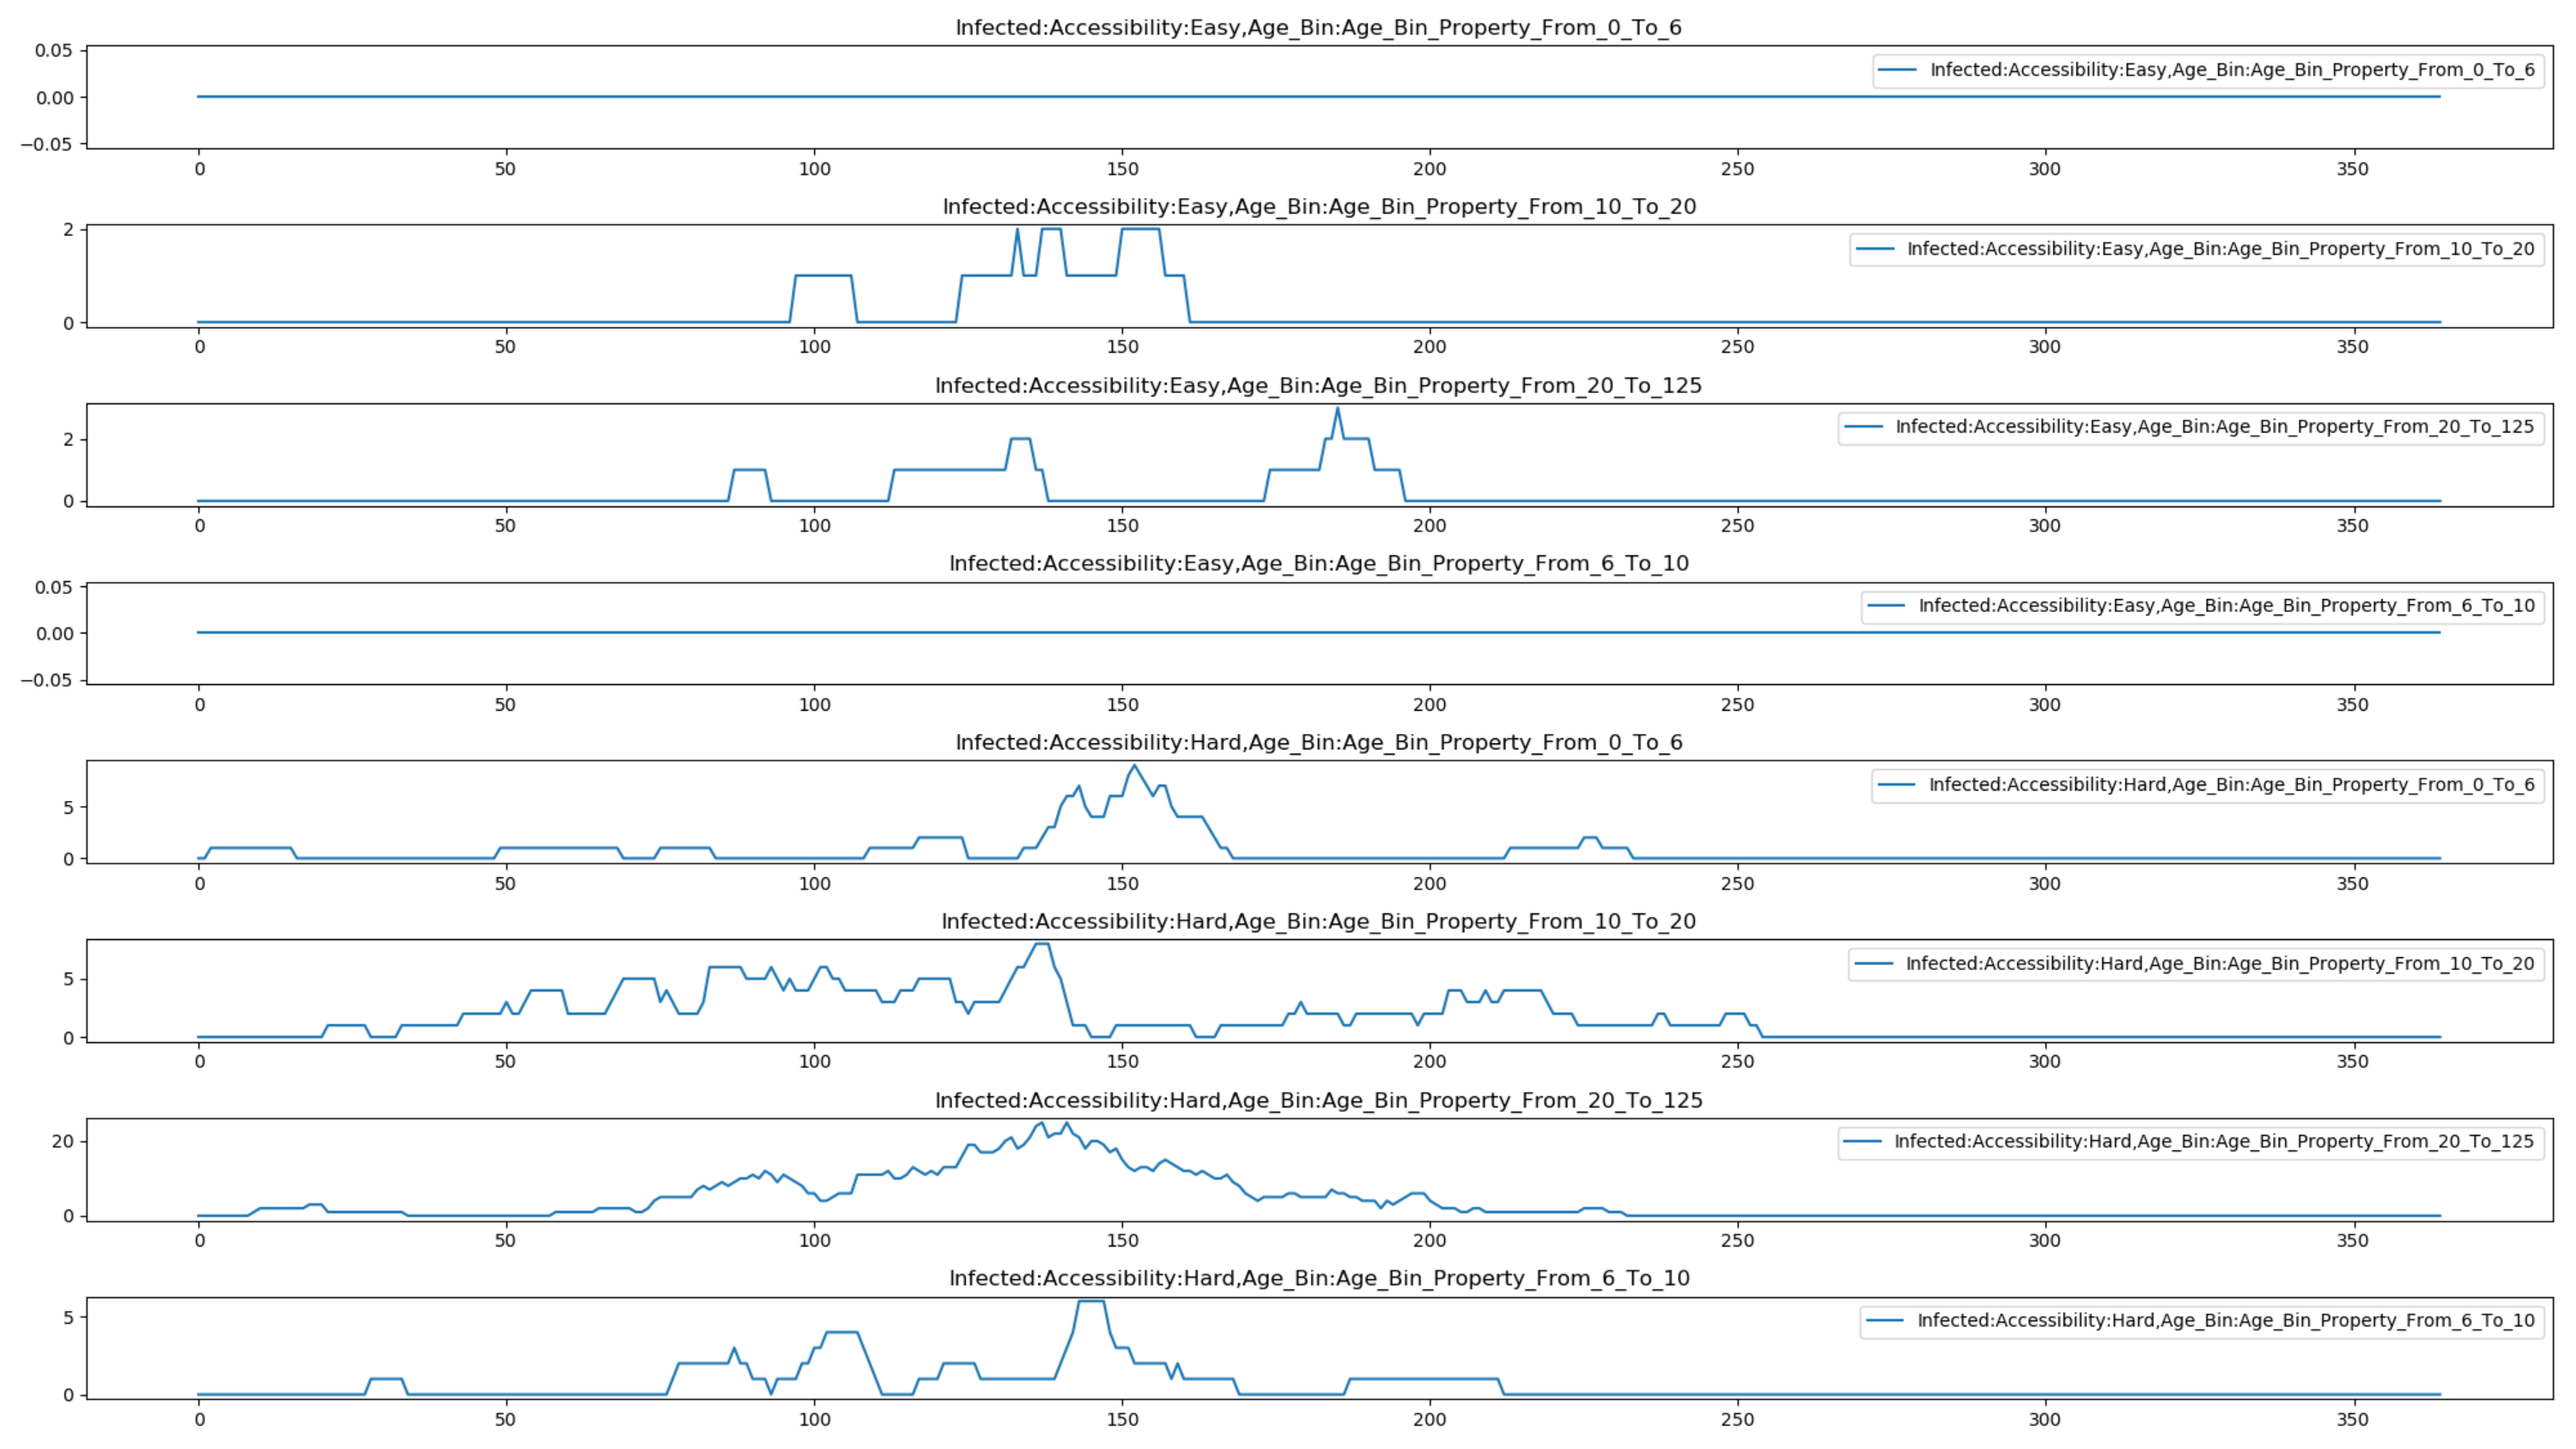 Infected:Accessibility:Easy,Age_Bin:Age_Bin_Property_From_0_To_6
0.05
0.00
−0.05
Infected:Accessibility:Easy,Age_Bin:Age_Bin_Property_From_0_To_6
0 50 100 150 200 250 300 350
Infected:Accessibility:Easy,Age_Bin:Age_Bin_Property_From_10_To_20
2
0
Infected:Accessibility:Easy,Age_Bin:Age_Bin_Property_From_10_To_20
0 50 100 150 200 250 300 350
Infected:Accessibility:Easy,Age_Bin:Age_Bin_Property_From_20_To_125
2
0
Infected:Accessibility:Easy,Age_Bin:Age_Bin_Property_From_20_To_125
0 50 100 150 200 250 300 350
Infected:Accessibility:Easy,Age_Bin:Age_Bin_Property_From_6_To_10
0.05
0.00
−0.05
Infected:Accessibility:Easy,Age_Bin:Age_Bin_Property_From_6_To_10
0 50 100 150 200 250 300 350
Infected:Accessibility:Hard,Age_Bin:Age_Bin_Property_From_0_To_6
5
0
Infected:Accessibility:Hard,Age_Bin:Age_Bin_Property_From_0_To_6
0 50 100 150 200 250 300 350
Infected:Accessibility:Hard,Age_Bin:Age_Bin_Property_From_10_To_20
5
0
Infected:Accessibility:Hard,Age_Bin:Age_Bin_Property_From_10_To_20
0 50 100 150 200 250 300 350
Infected:Accessibility:Hard,Age_Bin:Age_Bin_Property_From_20_To_125
20
0
Infected:Accessibility:Hard,Age_Bin:Age_Bin_Property_From_20_To_125
0 50 100 150 200 250 300 350
Infected:Accessibility:Hard,Age_Bin:Age_Bin_Property_From_6_To_10
5
0
Infected:Accessibility:Hard,Age_Bin:Age_Bin_Property_From_6_To_10
0 50 100 150 200 250 300 350